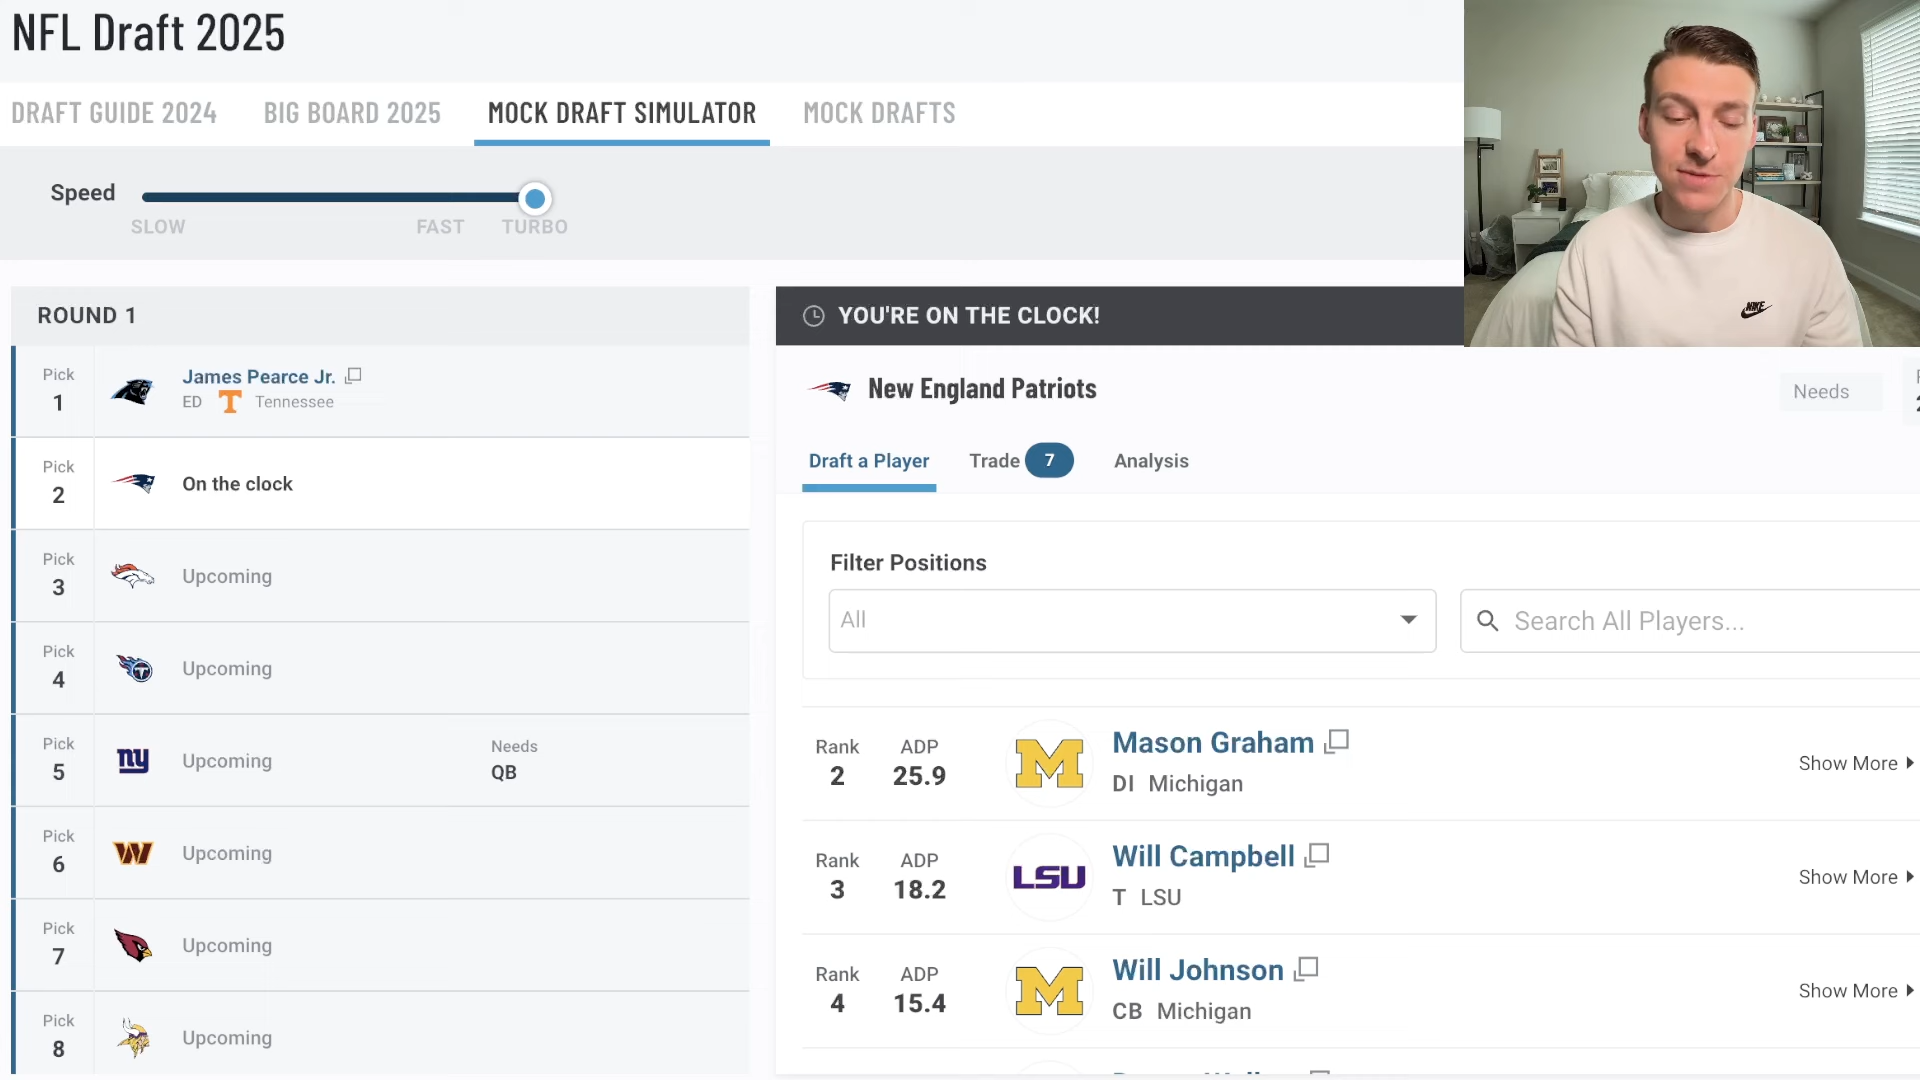 NFL Draft 2025
DRAFT GUIDE 2024 BIG BOARD 2025 MOCK DRAFT SIMULATOR MOCK DRAFTS
Speed
SLOW FAST TURBO
ROUND 1
Pick
1
James Pearce Jr.
ED T Tennessee
Pick
2
On the clock
Pick
3
Upcoming
Pick
4
T
Upcoming
Pick
5
ny
Upcoming
Needs
QB
Pick
6
W
Upcoming
Pick
7
Upcoming
Pick
8
Upcoming
YOU'RE ON THE CLOCK!
New England Patriots
Needs
Draft a Player Trade 7 Analysis
Filter Positions
All
Search All Players...
Rank
2
ADP
25.9
M
Mason Graham
DI Michigan
Show More
Rank
3
ADP
18.2
LSU
Will Campbell
T LSU
Show More
Rank
4
ADP
15.4
M
Will Johnson
CB Michigan
Show More
NIKE